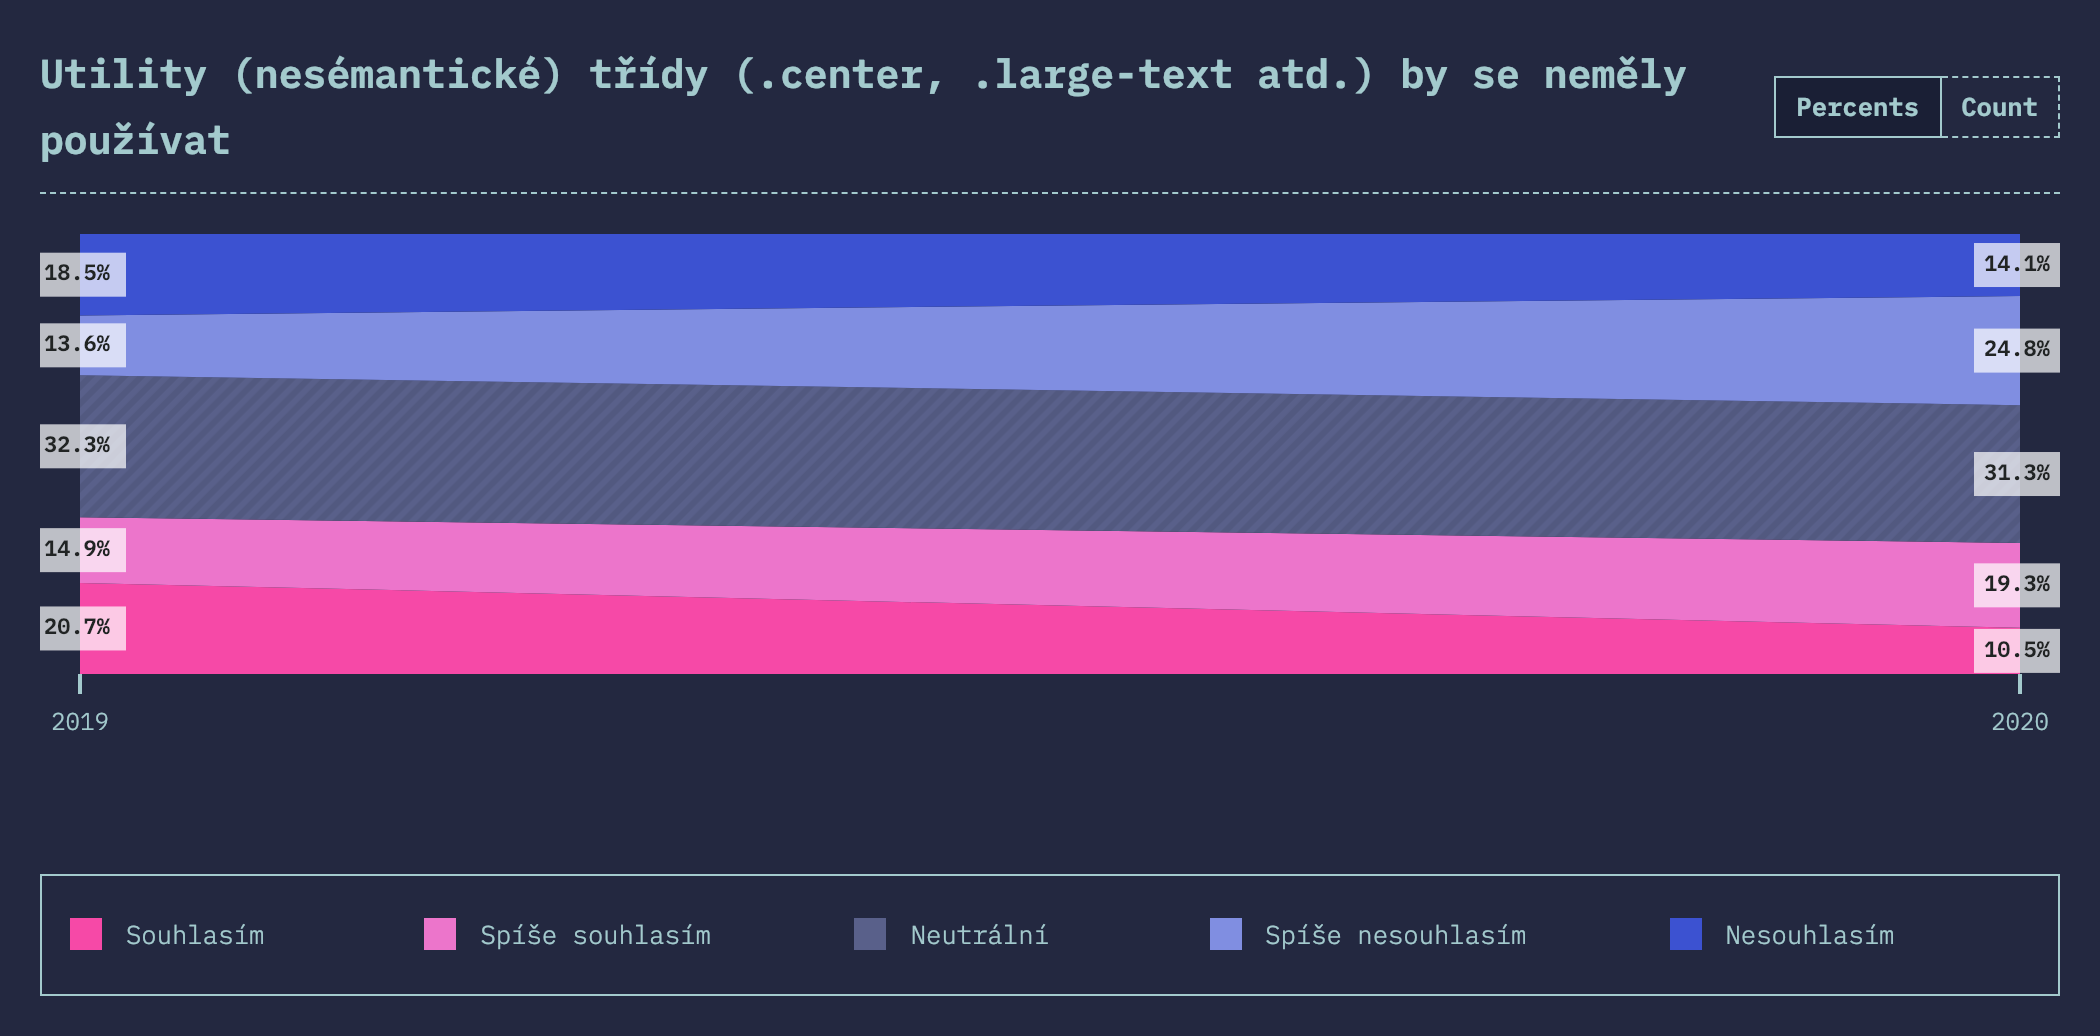 Utility (nesémantické) třídy (.center, .large-text atd.) by se neměly
používat
Percents
Count
18.5%
13.6%
32.3%
14.9%
20.7%
14.1%
24.8%
31.3%
19.3%
10.5%
2019
2020
Souhlasím
Spíše souhlasím
Neutrální
Spíše nesouhlasím
Nesouhlasím